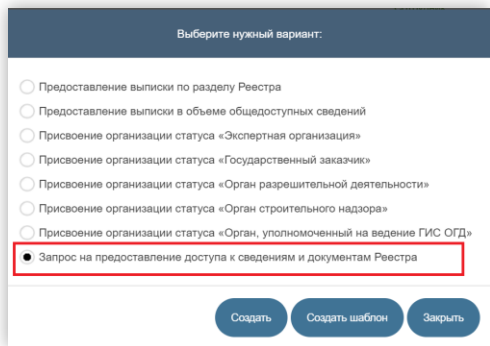 Выберите нужный вариант:
Предоставление выписки по разделу Реестра
Предоставление выписки в объеме общедоступных сведений
Присвоение организации статуса «Экспертная организация»
Присвоение организации статуса «Государственный заказчик»
Присвоение организации статуса «Орган разрешительной деятельности»
Присвоение организации статуса «Орган строительного надзора»
Присвоение организации статуса «Орган, уполномоченный на ведение ГИС ОГД»
Запрос на предоставление доступа к сведениям и документам Реестра
Создать Создать шаблон Закрыть